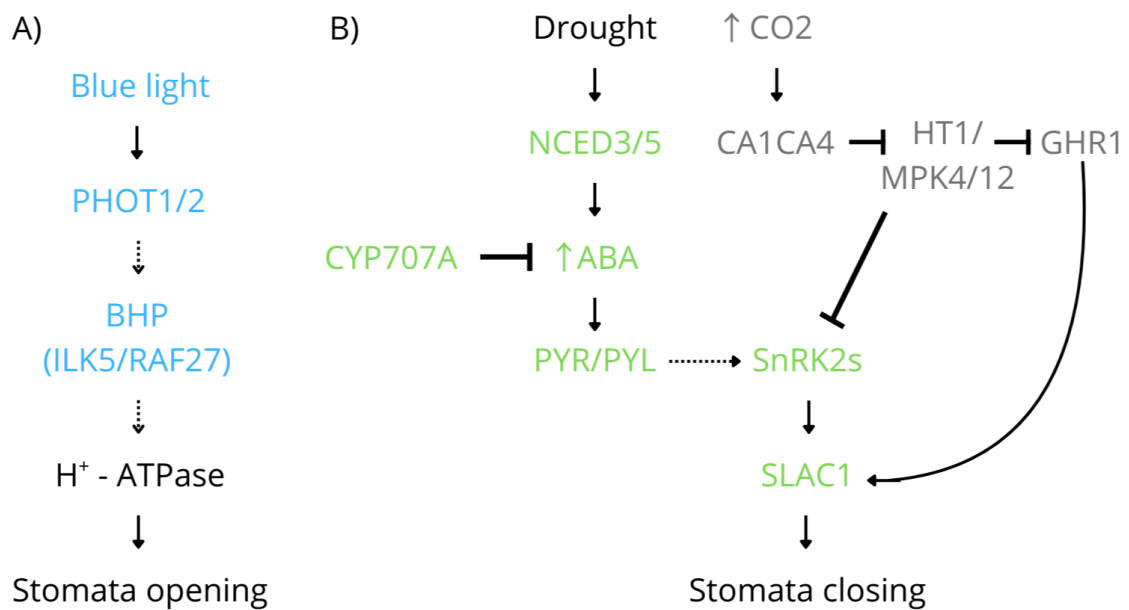 A)
Blue light
PHOT1/2
BHP
(ILK5/RAF27)
H⁺ - ATPase
Stomata opening
B)
Drought
↑ CO2
NCED3/5
CA1CA4
HT1/
MPK4/12
GHR1
CYP707A
↑ABA
PYR/PYL
SnRK2s
SLAC1
Stomata closing